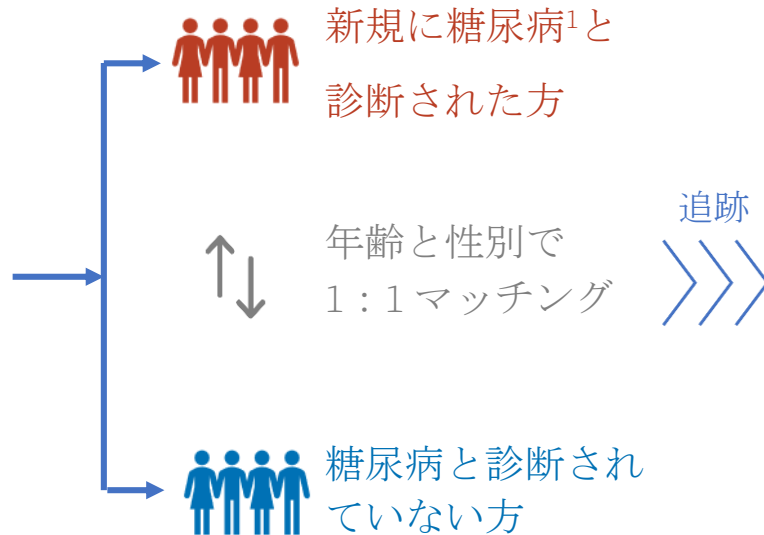 新規に糖尿病¹と
診断された方
追跡
年齢と性別で
1:1マッチング
糖尿病と診断され
ていない方